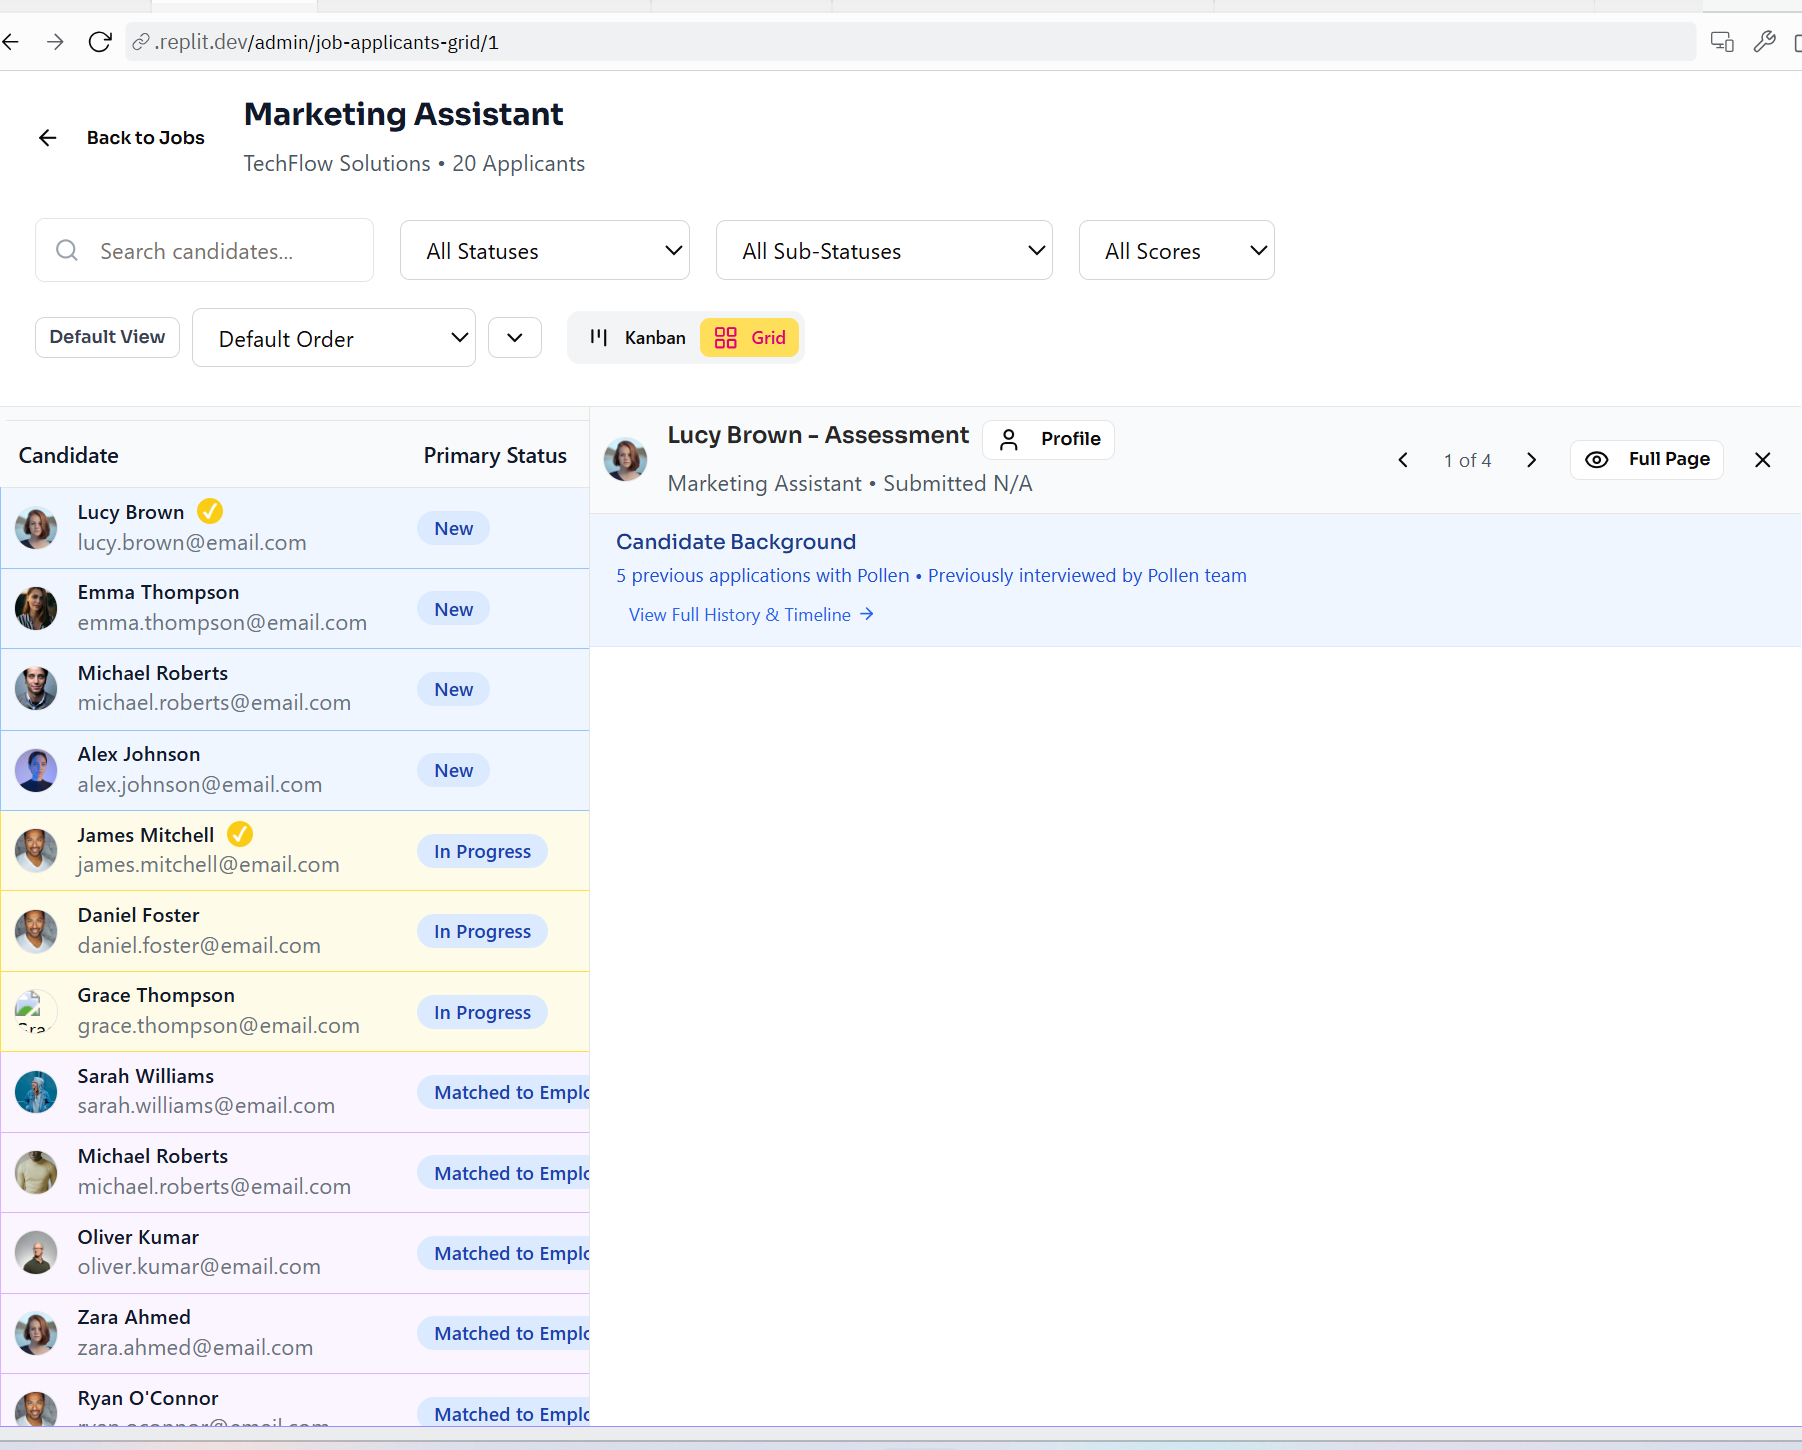 .replit.dev/admin/job-applicants-grid/1
Back to Jobs
Marketing Assistant
TechFlow Solutions • 20 Applicants
Search candidates...
All Statuses
All Sub-Statuses
All Scores
Default View
Default Order
Kanban
Grid
Candidate
Primary Status
Lucy Brown
lucy.brown@email.com
New
Emma Thompson
emma.thompson@email.com
New
Michael Roberts
michael.roberts@email.com
New
Alex Johnson
alex.johnson@email.com
New
James Mitchell
james.mitchell@email.com
In Progress
Daniel Foster
daniel.foster@email.com
In Progress
Gra
Grace Thompson
grace.thompson@email.com
In Progress
Sarah Williams
sarah.williams@email.com
Matched to Emplo
Michael Roberts
michael.roberts@email.com
Matched to Emplo
Oliver Kumar
oliver.kumar@email.com
Matched to Emplo
Zara Ahmed
zara.ahmed@email.com
Matched to Emplo
Ryan O'Connor
ryan.oconnor@email.com
Matched to Emplo
Lucy Brown - Assessment
Profile
Marketing Assistant • Submitted N/A
1 of 4
Full Page
Candidate Background
5 previous applications with Pollen • Previously interviewed by Pollen team
View Full History & Timeline →